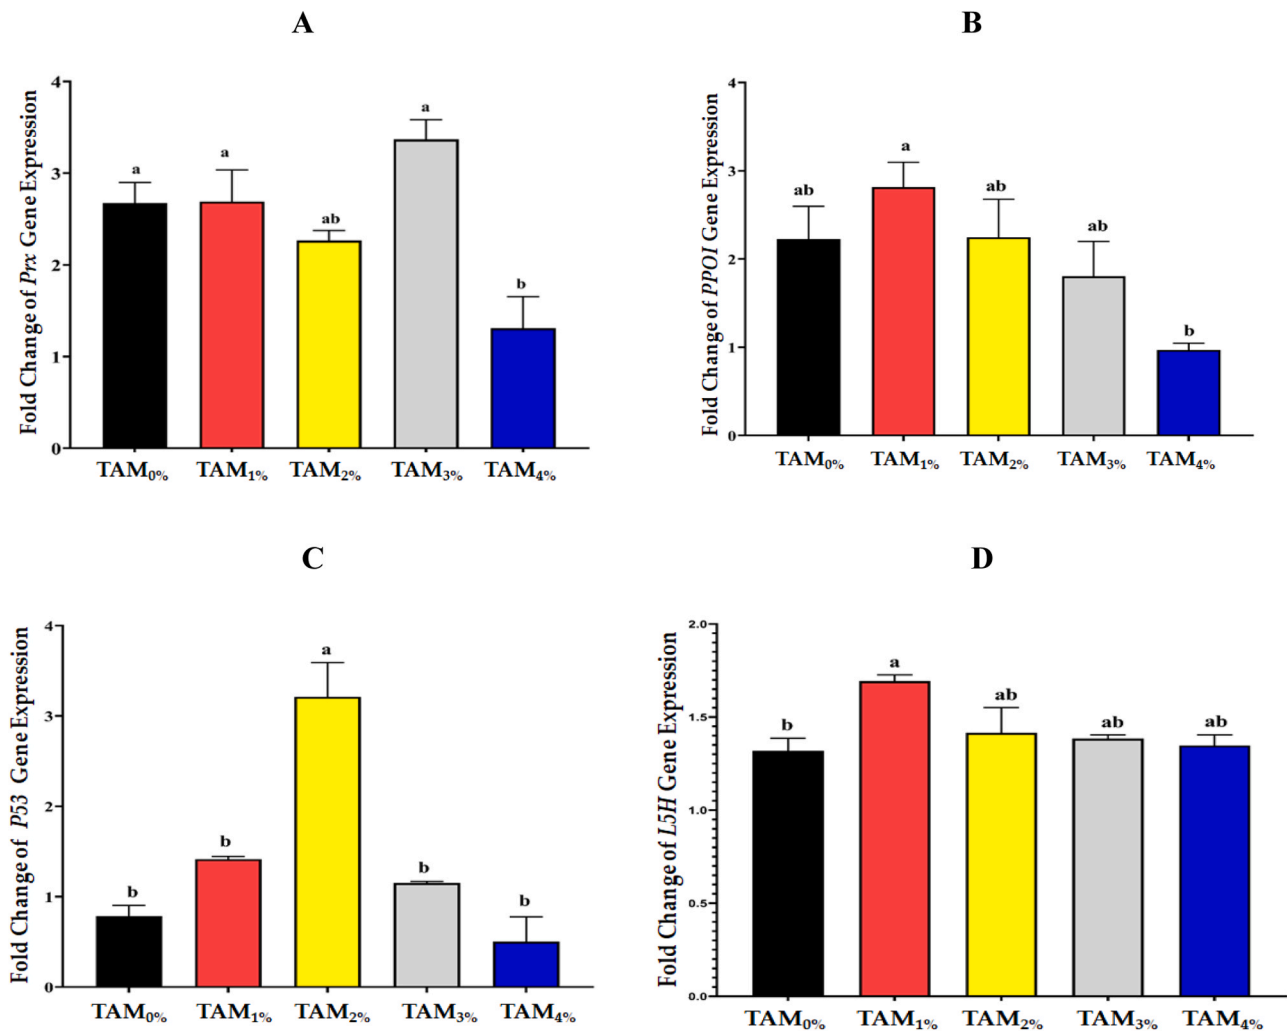 A
Fold Change of Prx Gene Expression
4
3
2
1
0
a
a
ab
a
b
TAM0% TAM1% TAM2% TAM3% TAM4%
B
Fold Change of PPOI Gene Expression
4
3
2
1
0
ab
a
ab
ab
b
TAM0% TAM1% TAM2% TAM3% TAM4%
C
Fold Change of P53 Gene Expression
4
3
2
1
0
b
b
a
b
b
TAM0% TAM1% TAM2% TAM3% TAM4%
D
Fold Change of L5H Gene Expression
2.0
1.5
1.0
0.5
0.0
b
a
ab
ab
ab
TAM0% TAM1% TAM2% TAM3% TAM4%